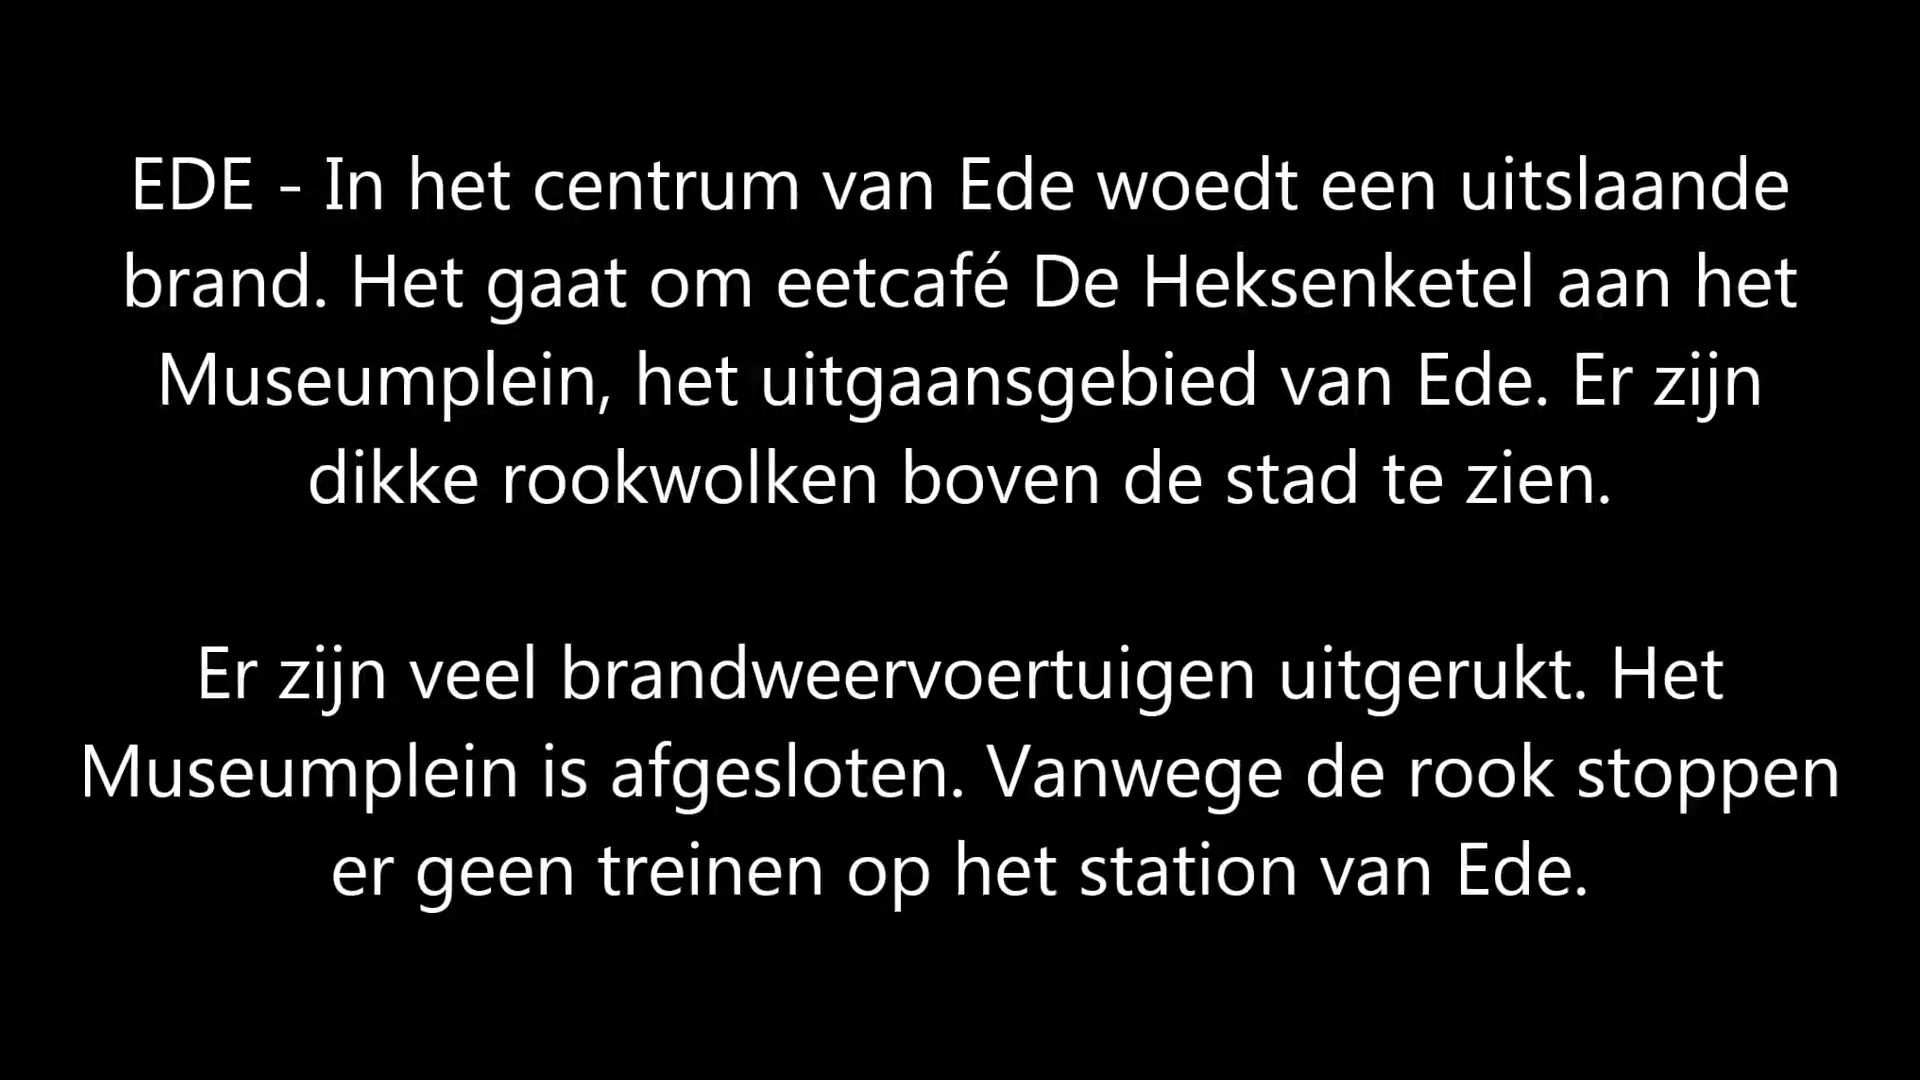 EDE - In het centrum van Ede woedt een uitslaande
brand. Het gaat om eetcafé De Heksenketel aan het
Museumplein, het uitgaansgebied van Ede. Er zijn
dikke rookwolken boven de stad te zien.
Er zijn veel brandweervoertuigen uitgerukt. Het
Museumplein is afgesloten. Vanwege de rook stoppen
er geen treinen op het station van Ede.